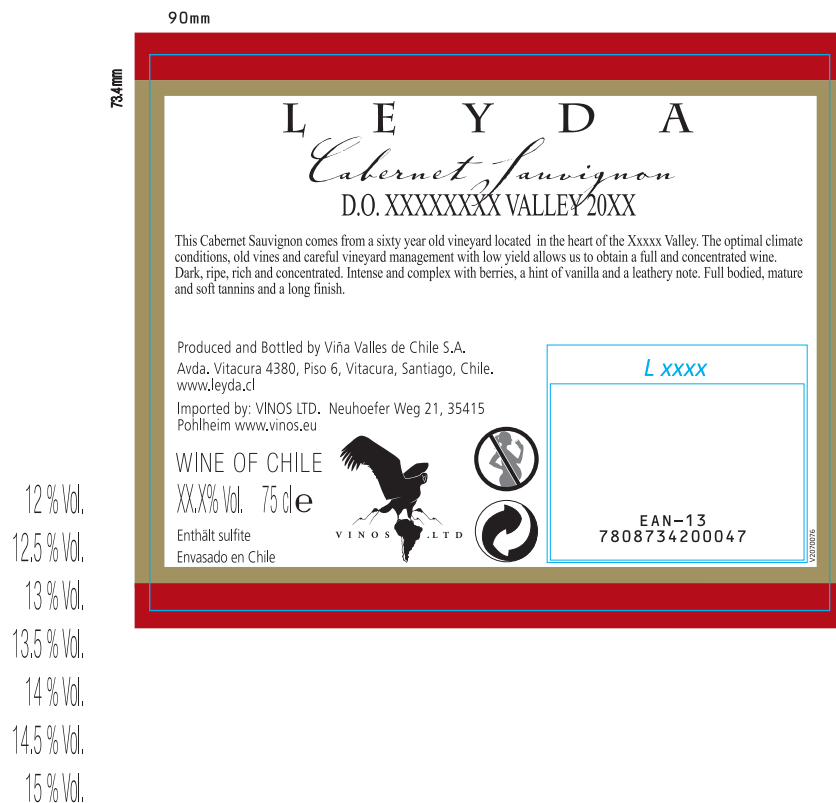 90mm
73.4mm
LEYDA
Cabernet Sauvignon
D.O. XXXXXXXX VALLEY 20XX
This Cabernet Sauvignon comes from a sixty year old vineyard located in the heart of the Xxxxx Valley. The optimal climate
conditions, old vines and careful vineyard management with low yield allows us to obtain a full and concentrated wine.
Dark, ripe, rich and concentrated. Intense and complex with berries, a hint of vanilla and a leathery note. Full bodied, mature
and soft tannins and a long finish.
Produced and Bottled by Viña Valles de Chile S.A.
Avda. Vitacura 4380, Piso 6, Vitacura, Santiago, Chile.
www.leyda.cl
Imported by: VINOS LTD. Neuhoefer Weg 21, 35415
Pohlheim www.vinos.eu
WINE OF CHILE
XX.X% Vol. 75 cl e
Enthält sulfite
Envasado en Chile
VINOS .LTD
L xxxx
EAN-13
7808734200047
V2070076
12 % Vol.
12,5 % Vol.
13 % Vol.
13,5 % Vol.
14 % Vol.
14,5 % Vol.
15 % Vol.